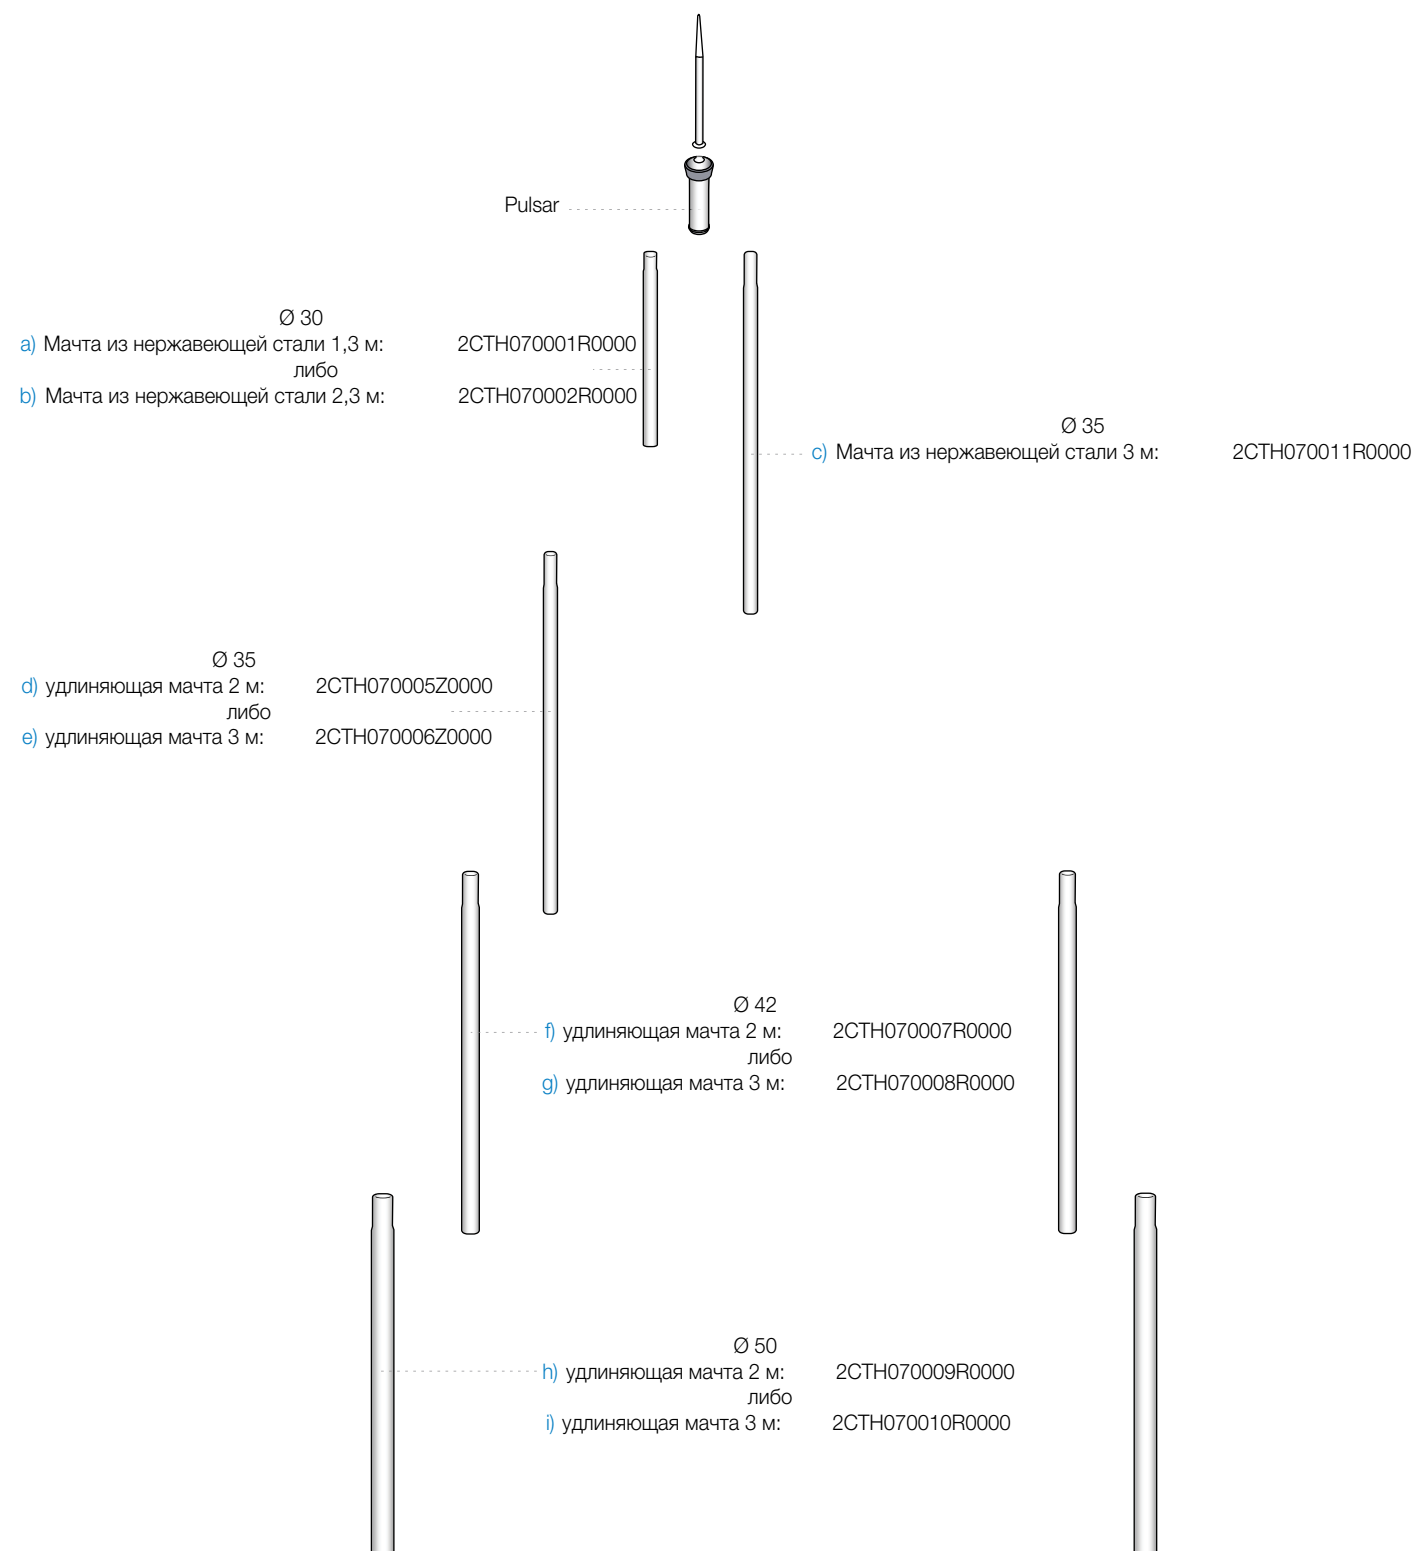 Pulsar
Ø 30
a) Мачта из нержавеющей стали 1,3 м: 2CTH070001R0000
либо
b) Мачта из нержавеющей стали 2,3 м: 2CTH070002R0000
Ø 35
c) Мачта из нержавеющей стали 3 м: 2CTH070011R0000
Ø 35
d) удлиняющая мачта 2 м: 2CTH070005Z0000
либо
e) удлиняющая мачта 3 м: 2CTH070006Z0000
Ø 42
f) удлиняющая мачта 2 м: 2CTH070007R0000
либо
g) удлиняющая мачта 3 м: 2CTH070008R0000
Ø 50
h) удлиняющая мачта 2 м: 2CTH070009R0000
либо
i) удлиняющая мачта 3 м: 2CTH070010R0000